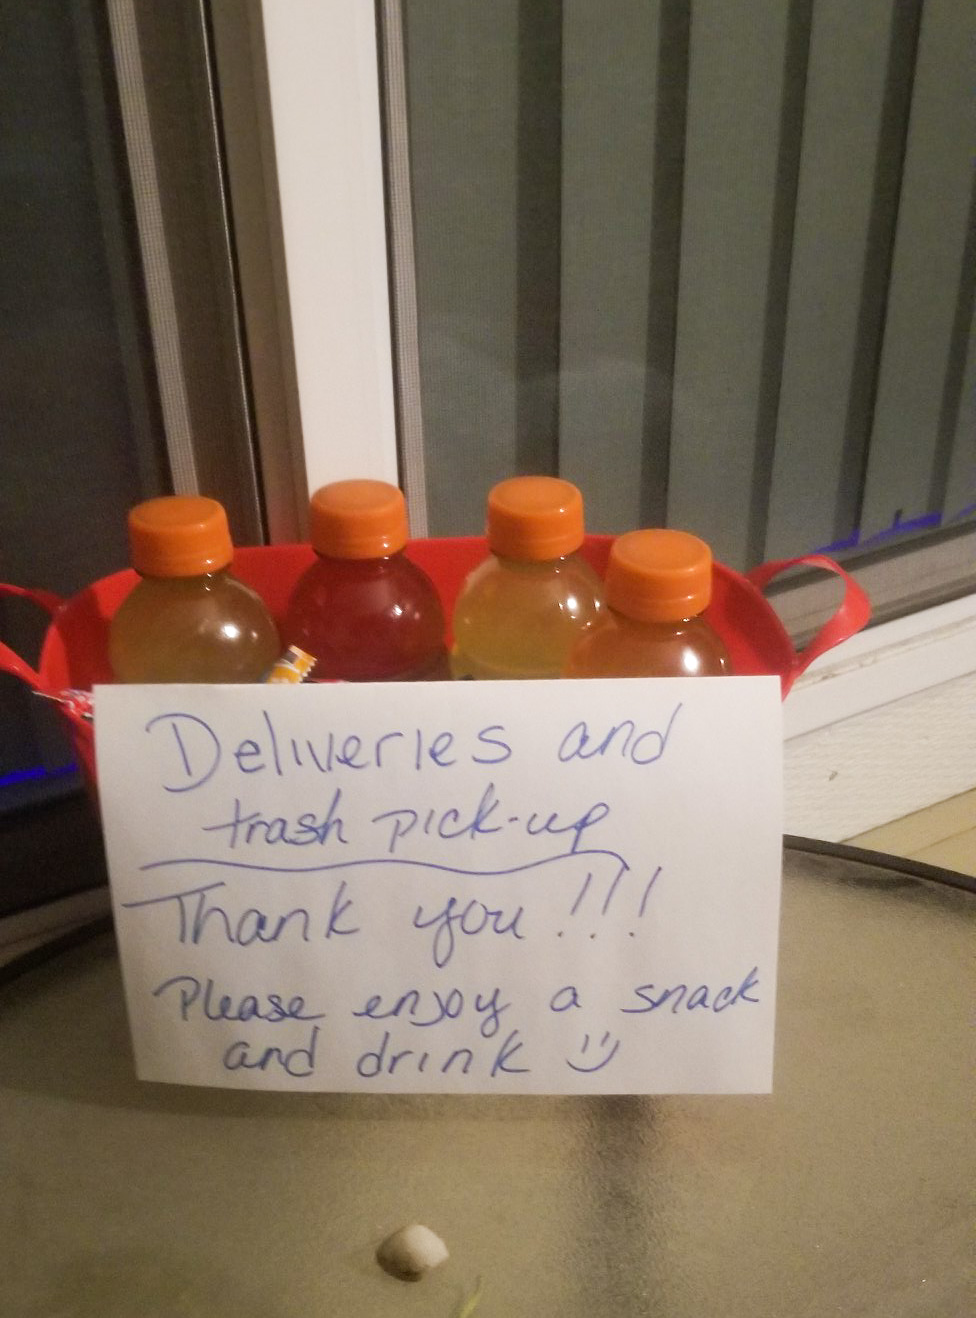 Deliveries and
trash pick-up
Thank you!!!
Please enjoy a snack
and drink